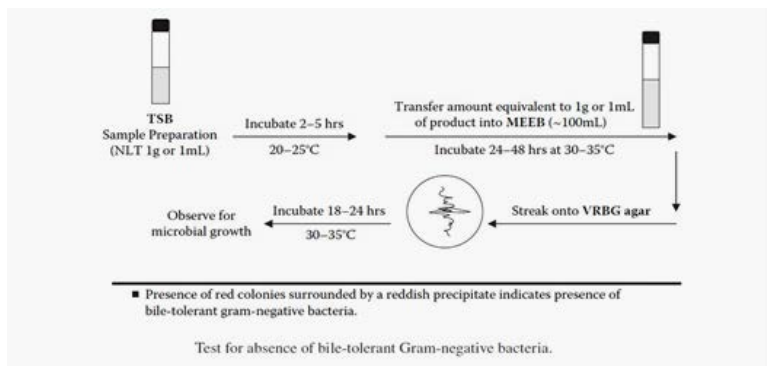 TSB
Sample Preparation
(NLT 1g or 1mL)
Incubate 2–5 hrs
20–25°C
Transfer amount equivalent to 1g or 1mL
of product into MEEB (~100mL)
Incubate 24–48 hrs at 30–35°C
Streak onto VRBG agar
Incubate 18–24 hrs
30–35°C
Observe for
microbial growth
■ Presence of red colonies surrounded by a reddish precipitate indicates presence of
bile-tolerant gram-negative bacteria.
Test for absence of bile-tolerant Gram-negative bacteria.